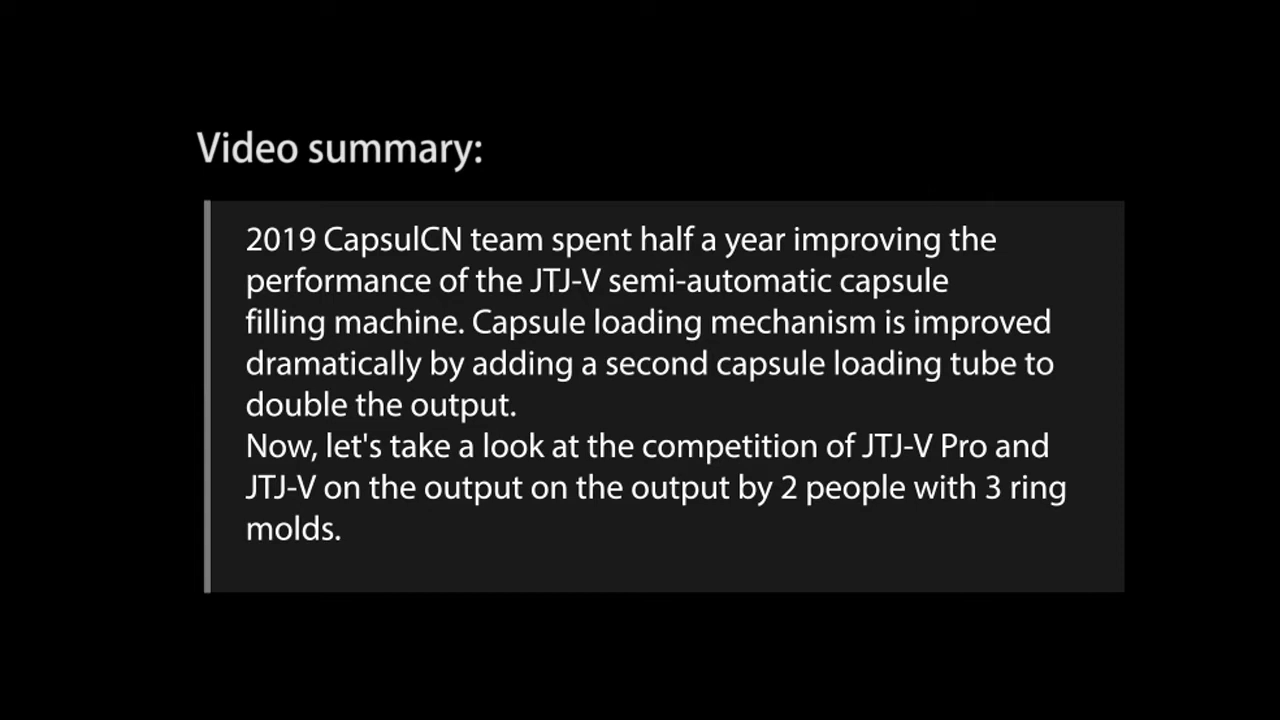 Video summary:
2019 CapsulCN team spent half a year improving the
performance of the JTJ-V semi-automatic capsule
filling machine. Capsule loading mechanism is improved
dramatically by adding a second capsule loading tube to
double the output.
Now, let's take a look at the competition of JTJ-V Pro and
JTJ-V on the output on the output by 2 people with 3 ring
molds.